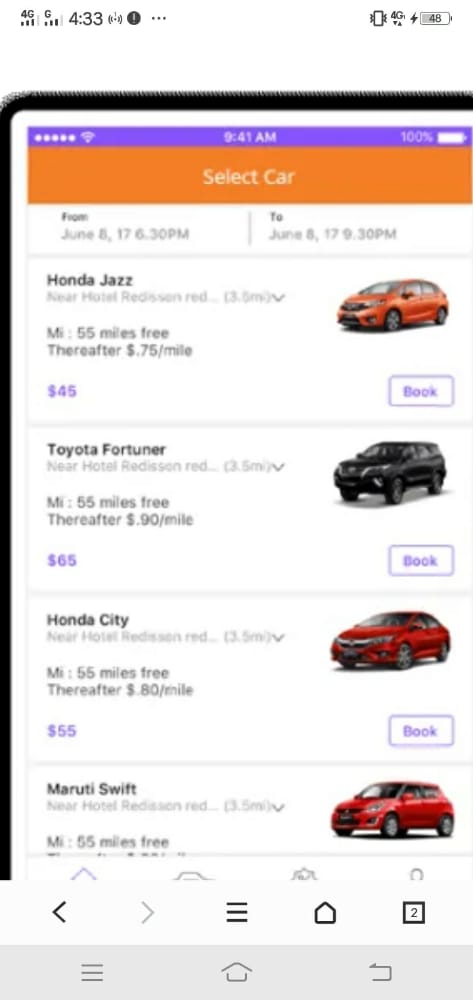 4G G 4:33 4G 48
9:41 AM 100%
Select Car
From To
June 8, 17 6.30PM June 8, 17 9.30PM
Honda Jazz
Near Hotel Redisson red... (3.5mi)
Mi : 55 miles free
Thereafter $.75/mile
$45 Book
Toyota Fortuner
Near Hotel Redisson red... (3.5mi)
Mi : 55 miles free
Thereafter $.90/mile
$65 Book
Honda City
Near Hotel Redisson red... (3.5mi)
Mi : 55 miles free
Thereafter $.80/mile
$55 Book
Maruti Swift
Near Hotel Redisson red... (3.5mi)
Mi : 55 miles free
2